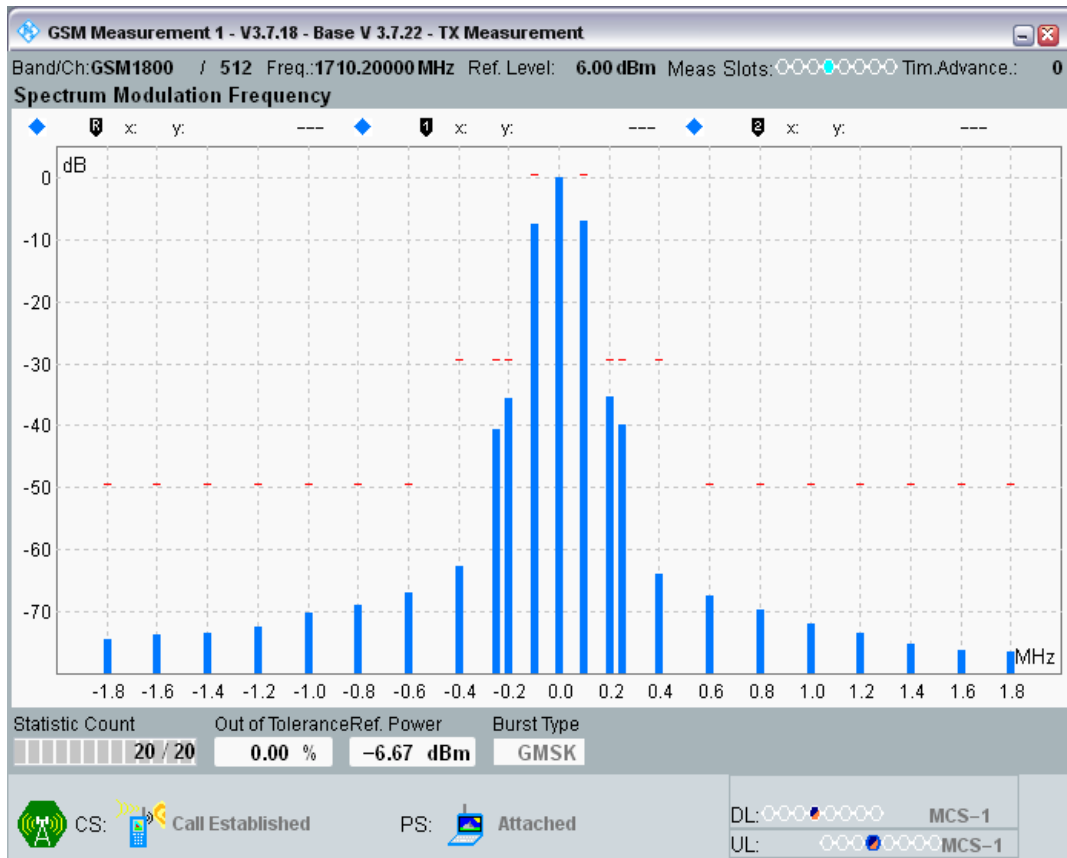 GSM Measurement 1 - V3.7.18 - Base V 3.7.22 - TX Measurement
Band/Ch:GSM1800 / 512 Freq.:1710.20000 MHz Ref. Level: 6.00 dBm Meas Slots: Tim.Advance.: 0
Spectrum Modulation Frequency
R x: y: --- 1 x: y: --- 2 x: y: ---
dB
0
-10
-20
-30
-40
-50
-60
-70
MHz
-1.8 -1.6 -1.4 -1.2 -1.0 -0.8 -0.6 -0.4 -0.2 0.0 0.2 0.4 0.6 0.8 1.0 1.2 1.4 1.6 1.8
Statistic Count Out of Tolerance Ref. Power Burst Type
20 / 20 0.00 % −6.67 dBm GMSK
CS: Call Established PS: Attached
DL: MCS−1
UL: MCS−1